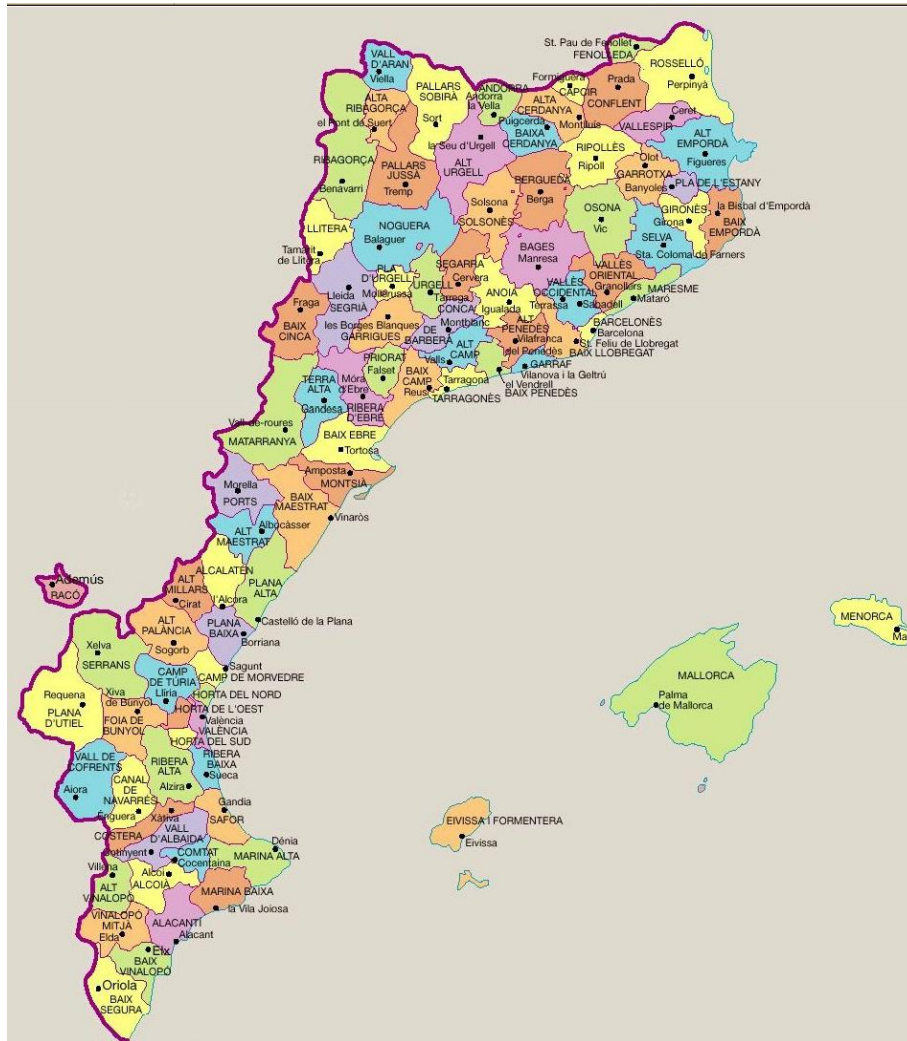 St. Pau de Fenollet
FENOLLEDA
ROSSELLÓ
Perpinyà
VALL
D'ARAN
Viella
PALLARS
SOBIRÀ
Sort
ANDORRA
Andorra
la Vella
Formiguera
CAPCIR
Prada
CONFLENT
ALTA
RIBAGORÇA
el Pont de Suert
ALTA
CERDANYA
Montlluís
Puigcerda
BAIXA
CERDANYA
Ceret
VALLESPIR
la Seu d'Urgell
ALT
URGELL
RIPOLLÈS
Ripoll
ALT
EMPORDÀ
Figueres
Olot
GARROTXA
Banyoles
PLA DE L'ESTANY
RIBAGORÇA
Benavarri
PALLARS
JUSSÀ
Tremp
BERGUEDÀ
Berga
Solsona
SOLSONÈS
OSONA
Vic
GIRONÈS
Girona
la Bisbal d'Empordà
BAIX
EMPORDÀ
LLITERA
Tamarit
de Llitera
NOGUERA
Balaguer
BAGES
Manresa
SELVA
Sta. Coloma de Farners
PLA
D'URGELL
Mollerussa
SEGARRA
Cervera
URGELL
Tàrrega
VALLÈS
ORIENTAL
Granollers
MARESME
Mataró
VALLÈS
OCCIDENTAL
Terrassa
Sabadell
Lleida
SEGRIÀ
ANOIA
Igualada
Fraga
BAIX
CINCA
les Borges Blanques
GARRIGUES
CONCA
Montblanc
DE
BARBERÀ
ALT
PENEDÈS
Vilafranca
del Penedès
BARCELONÈS
Barcelona
St. Feliu de Llobregat
BAIX LLOBREGAT
PRIORAT
Falset
Valls
ALT
CAMP
GARRAF
Vilanova i la Geltrú
el Vendrell
BAIX PENEDÈS
TERRA
ALTA
Gandesa
Móra
d'Ebre
RIBERA
D'EBRE
BAIX
CAMP
Reus
Tarragona
TARRAGONÈS
Vall-de-roures
MATARRANYA
BAIX EBRE
Tortosa
Amposta
MONTSIÀ
Morella
PORTS
BAIX
MAESTRAT
Vinaròs
ALT
MAESTRAT
Albocàsser
ALCALATÉN
l'Alcora
PLANA
ALTA
Castelló de la Plana
Ademús
RACÓ
ALT
MILLARS
Cirat
ALT
PALÀNCIA
Sogorb
PLANA
BAIXA
Borriana
MENORCA
Ma
MALLORCA
Palma
de Mallorca
Xelva
SERRANS
Sagunt
CAMP DE MORVEDRE
CAMP
DE TÚRIA
Llíria
HORTA DEL NORD
Requena
PLANA
D'UTIEL
Xiva
de Bunyol
FOIA DE
BUNYOL
HORTA DE L'OEST
València
VALÈNCIA
HORTA DEL SUD
VALL DE
COFRENTS
Aiora
RIBERA
ALTA
Alzira
RIBERA
BAIXA
Sueca
CANAL
DE
NAVARRÉS
Énguera
Gandia
SAFOR
Xàtiva
COSTERA
VALL
D'ALBAIDA
Ontinyent
EIVISSA I FORMENTERA
Eivissa
COMTAT
Cocentaina
Dénia
MARINA ALTA
Villena
ALT
VINALOPÓ
Alcoi
ALCOIÀ
MARINA BAIXA
la Vila Joiosa
VINALOPÓ
MITJÀ
Elda
ALACANTÍ
Alacant
Elx
BAIX
VINALOPÓ
Oriola
BAIX
SEGURA